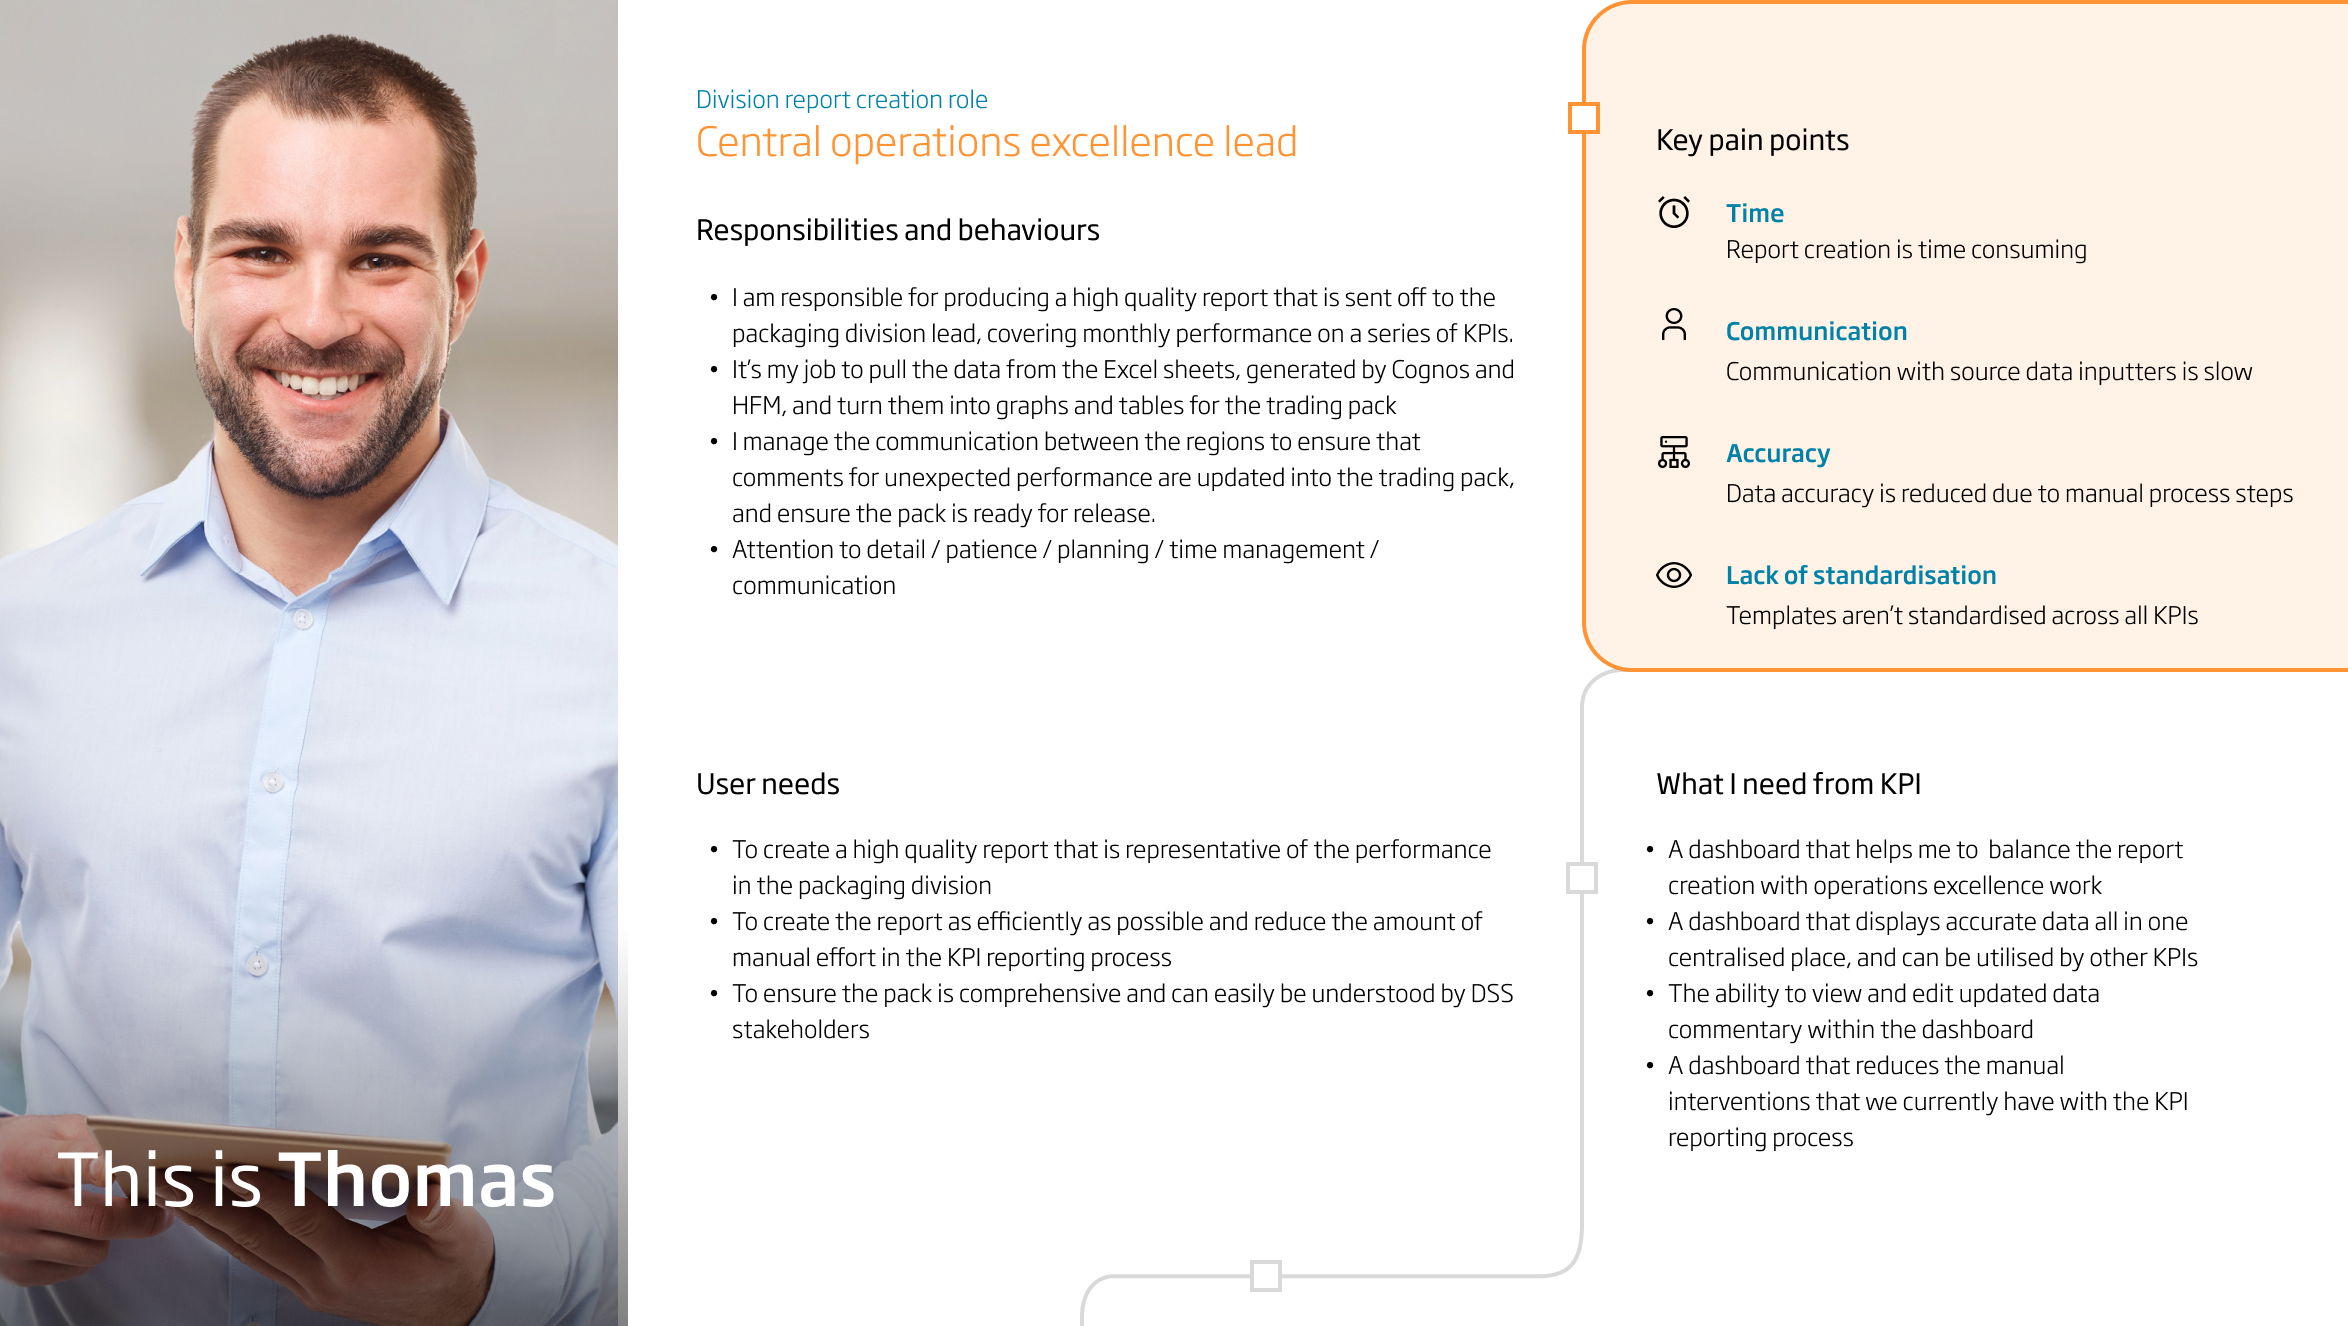 Division report creation role
Central operations excellence lead
Responsibilities and behaviours
• I am responsible for producing a high quality report that is sent off to the
packaging division lead, covering monthly performance on a series of KPIs.
• It’s my job to pull the data from the Excel sheets, generated by Cognos and
HFM, and turn them into graphs and tables for the trading pack
• I manage the communication between the regions to ensure that
comments for unexpected performance are updated into the trading pack,
and ensure the pack is ready for release.
• Attention to detail / patience / planning / time management /
communication
User needs
• To create a high quality report that is representative of the performance
in the packaging division
• To create the report as efficiently as possible and reduce the amount of
manual effort in the KPI reporting process
• To ensure the pack is comprehensive and can easily be understood by DSS
stakeholders
Key pain points
Time
Report creation is time consuming
Communication
Communication with source data inputters is slow
Accuracy
Data accuracy is reduced due to manual process steps
Lack of standardisation
Templates aren’t standardised across all KPIs
What I need from KPI
• A dashboard that helps me to  balance the report
creation with operations excellence work
• A dashboard that displays accurate data all in one
centralised place, and can be utilised by other KPIs
• The ability to view and edit updated data
commentary within the dashboard
• A dashboard that reduces the manual
interventions that we currently have with the KPI
reporting process
This is Thomas